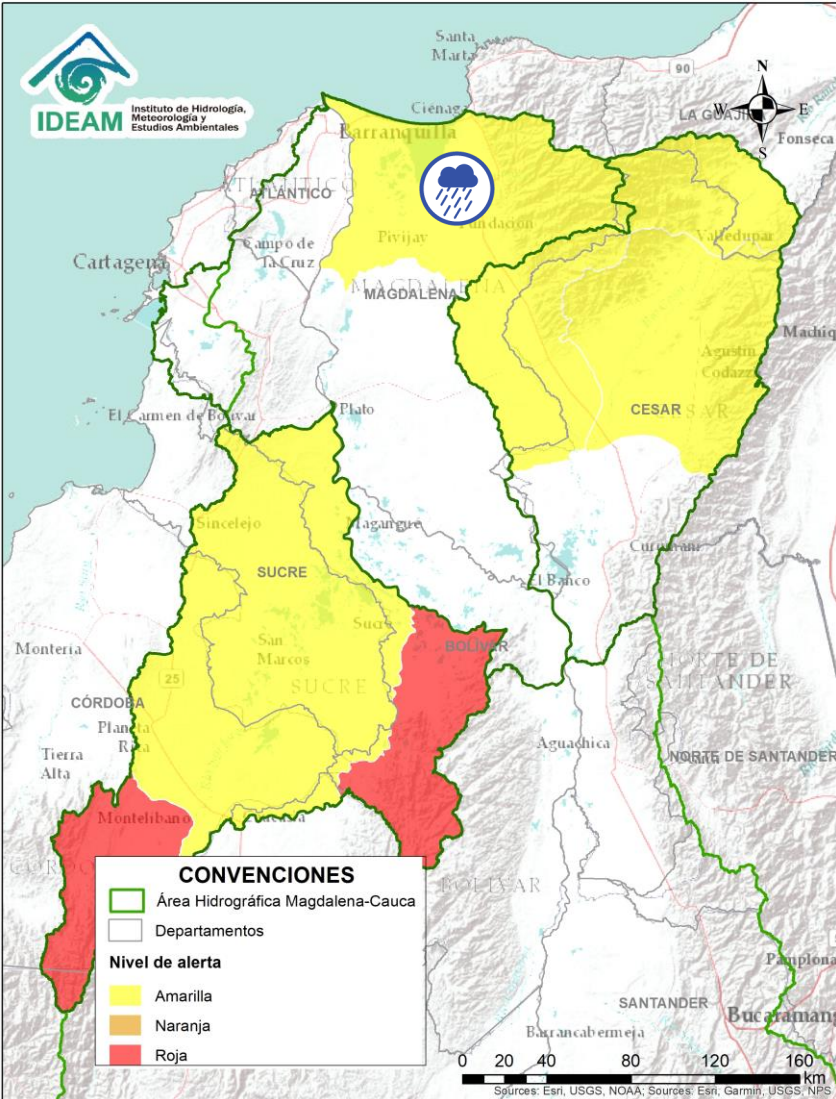 IDEAM
Instituto de Hidrología,
Meteorología y
Estudios Ambientales
Santa
Marta
90
N
W
E
S
Ciénaga
LA GUAJIRA
Fonseca
Barranquilla
ATLÁNTICO
Fundación
Pivijay
Valledupar
Campo de
la Cruz
Cartagena
MAGDALENA
MAGDALENA
Agustín
Codazzi
CESAR
CESAR
El Carmen de Bolívar
Plato
Sincelejo
Magangue
SUCRE
Curumaní
El Banco
Sucre
San
Marcos
BOLÍVAR
Montería
25
SUCRE
NORTE DE
SANTANDER
CÓRDOBA
Planeta
Rica
Tierra
Alta
Aguachica
NORTE DE SANTANDER
Montelibano
BOLÍVAR
CONVENCIONES
Área Hidrográfica Magdalena-Cauca
Departamentos
Nivel de alerta
Amarilla
Naranja
Roja
Pamplona
SANTANDER
Barrancabermeja
0 20 40 80 120 160
km
Sources: Esri, USGS, NOAA; Sources: Esri, Garmin, USGS, NPS